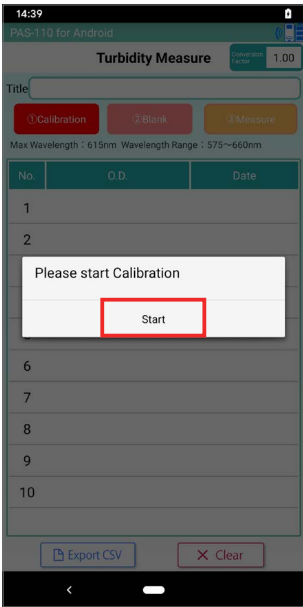 14:39
PAS-110 for Android
Turbidity Measure
Conversion Factor 1.00
Title
①Calibration ②Blank ③Measure
Max Wavelength：615nm Wavelength Range：575～660nm
No. O.D. Date
1
2
Please start Calibration
Start
6
7
8
9
10
Export CSV Clear